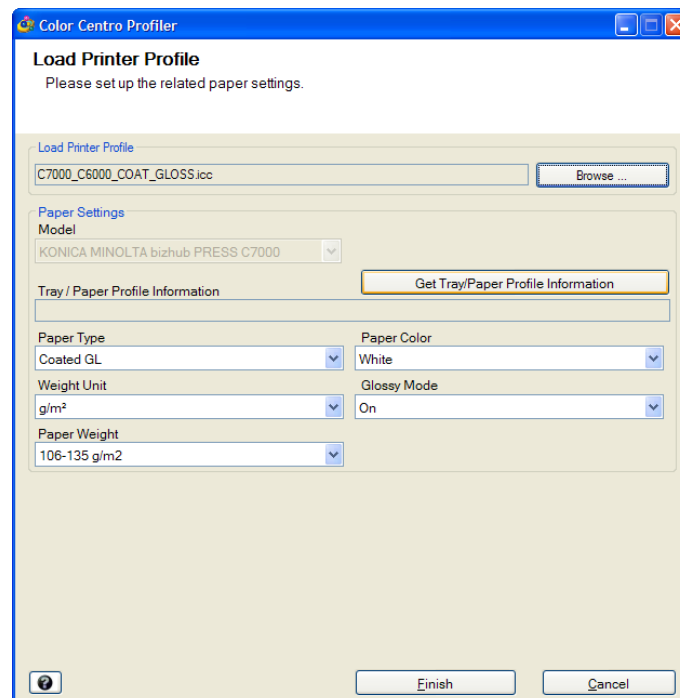 Color Centro Profiler
Load Printer Profile
Please set up the related paper settings.
Load Printer Profile
C7000_C6000_COAT_GLOSS.icc
Browse ...
Paper Settings
Model
KONICA MINOLTA bizhub PRESS C7000
Get Tray/Paper Profile Information
Tray / Paper Profile Information
Paper Type
Paper Color
Coated GL
White
Weight Unit
Glossy Mode
g/m²
On
Paper Weight
106-135 g/m2
?
Finish
Cancel